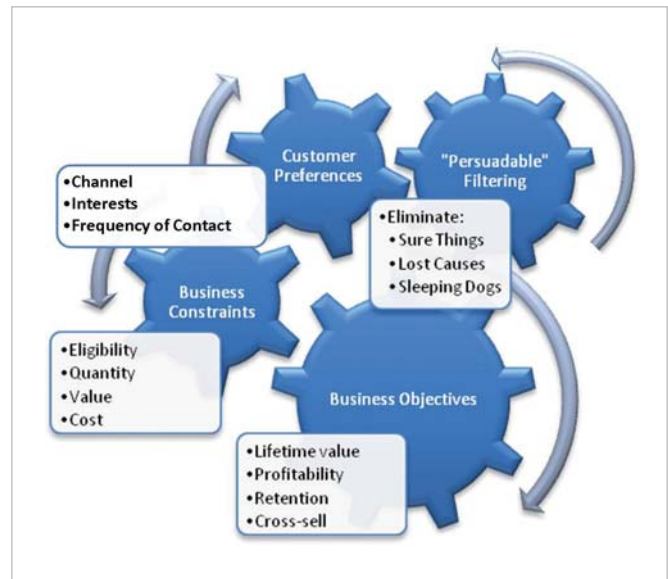 Customer
Preferences
"Persuadable"
Filtering
•Channel
•Interests
•Frequency of Contact
•Eliminate:
•Sure Things
•Lost Causes
•Sleeping Dogs
Business
Constraints
•Eligibility
•Quantity
•Value
•Cost
Business Objectives
•Lifetime value
•Profitability
•Retention
•Cross-sell